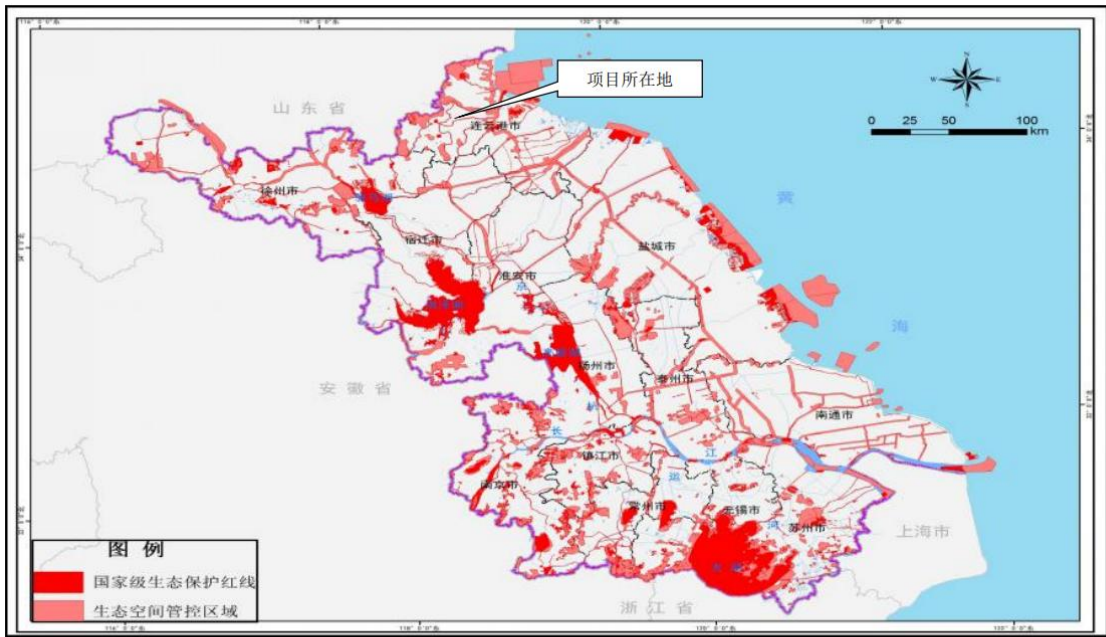 项目所在地
山东省
连云港市
N
W
E
S
0 25 50 100
km
徐州市
宿迁市
淮安市
盐城市
黄
海
京
杭
运
河
安徽省
扬州市
泰州市
南通市
长
江
镇江市
南京市
常州市
无锡市
苏州市
上海市
浙江省
图例
国家级生态保护红线
生态空间管控区域